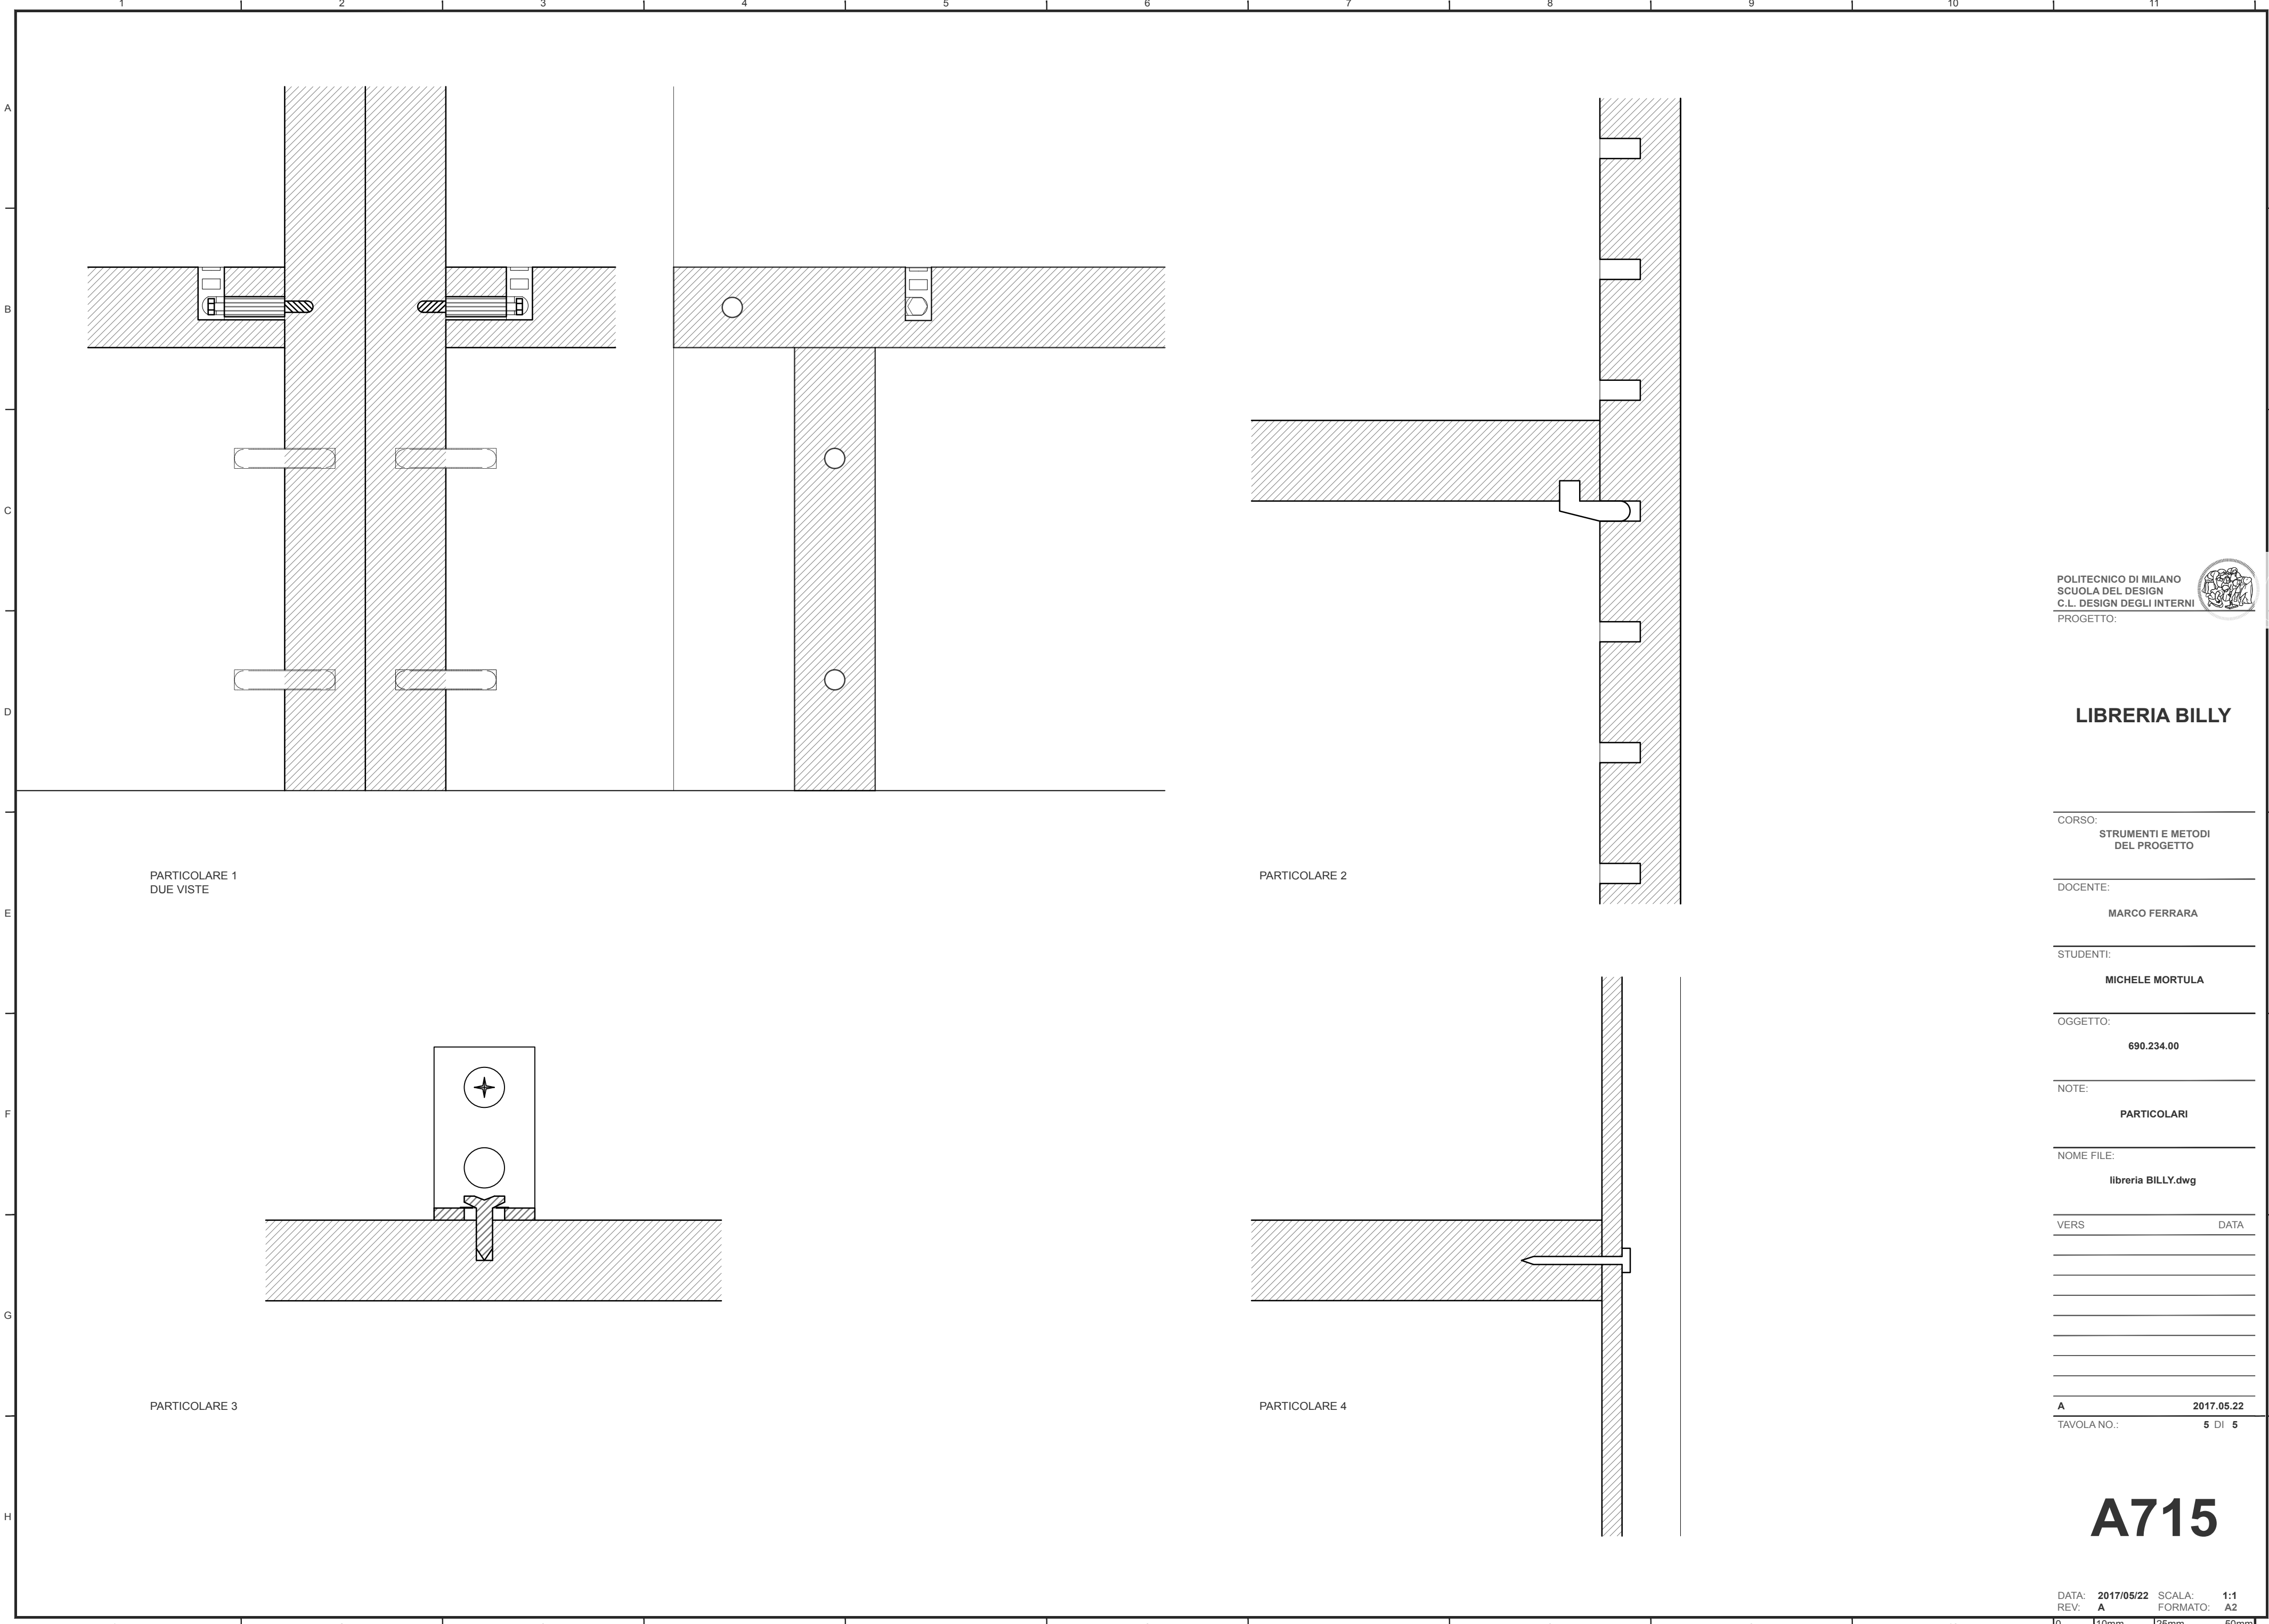 1 2 3 4 5 6 7 8 9 10 11
A
B
C
D
E
F
G
H
PARTICOLARE 1
DUE VISTE
PARTICOLARE 2
PARTICOLARE 3
PARTICOLARE 4
POLITECNICO DI MILANO
SCUOLA DEL DESIGN
C.L. DESIGN DEGLI INTERNI
PROGETTO:
LIBRERIA BILLY
CORSO:
STRUMENTI E METODI
DEL PROGETTO
DOCENTE:
MARCO FERRARA
STUDENTI:
MICHELE MORTULA
OGGETTO:
690.234.00
NOTE:
PARTICOLARI
NOME FILE:
libreria BILLY.dwg
VERS DATA
A 2017.05.22
TAVOLA NO.: 5 DI 5
A715
DATA: 2017/05/22 SCALA: 1:1
REV: A FORMATO: A2
0 10mm 25mm 50mm